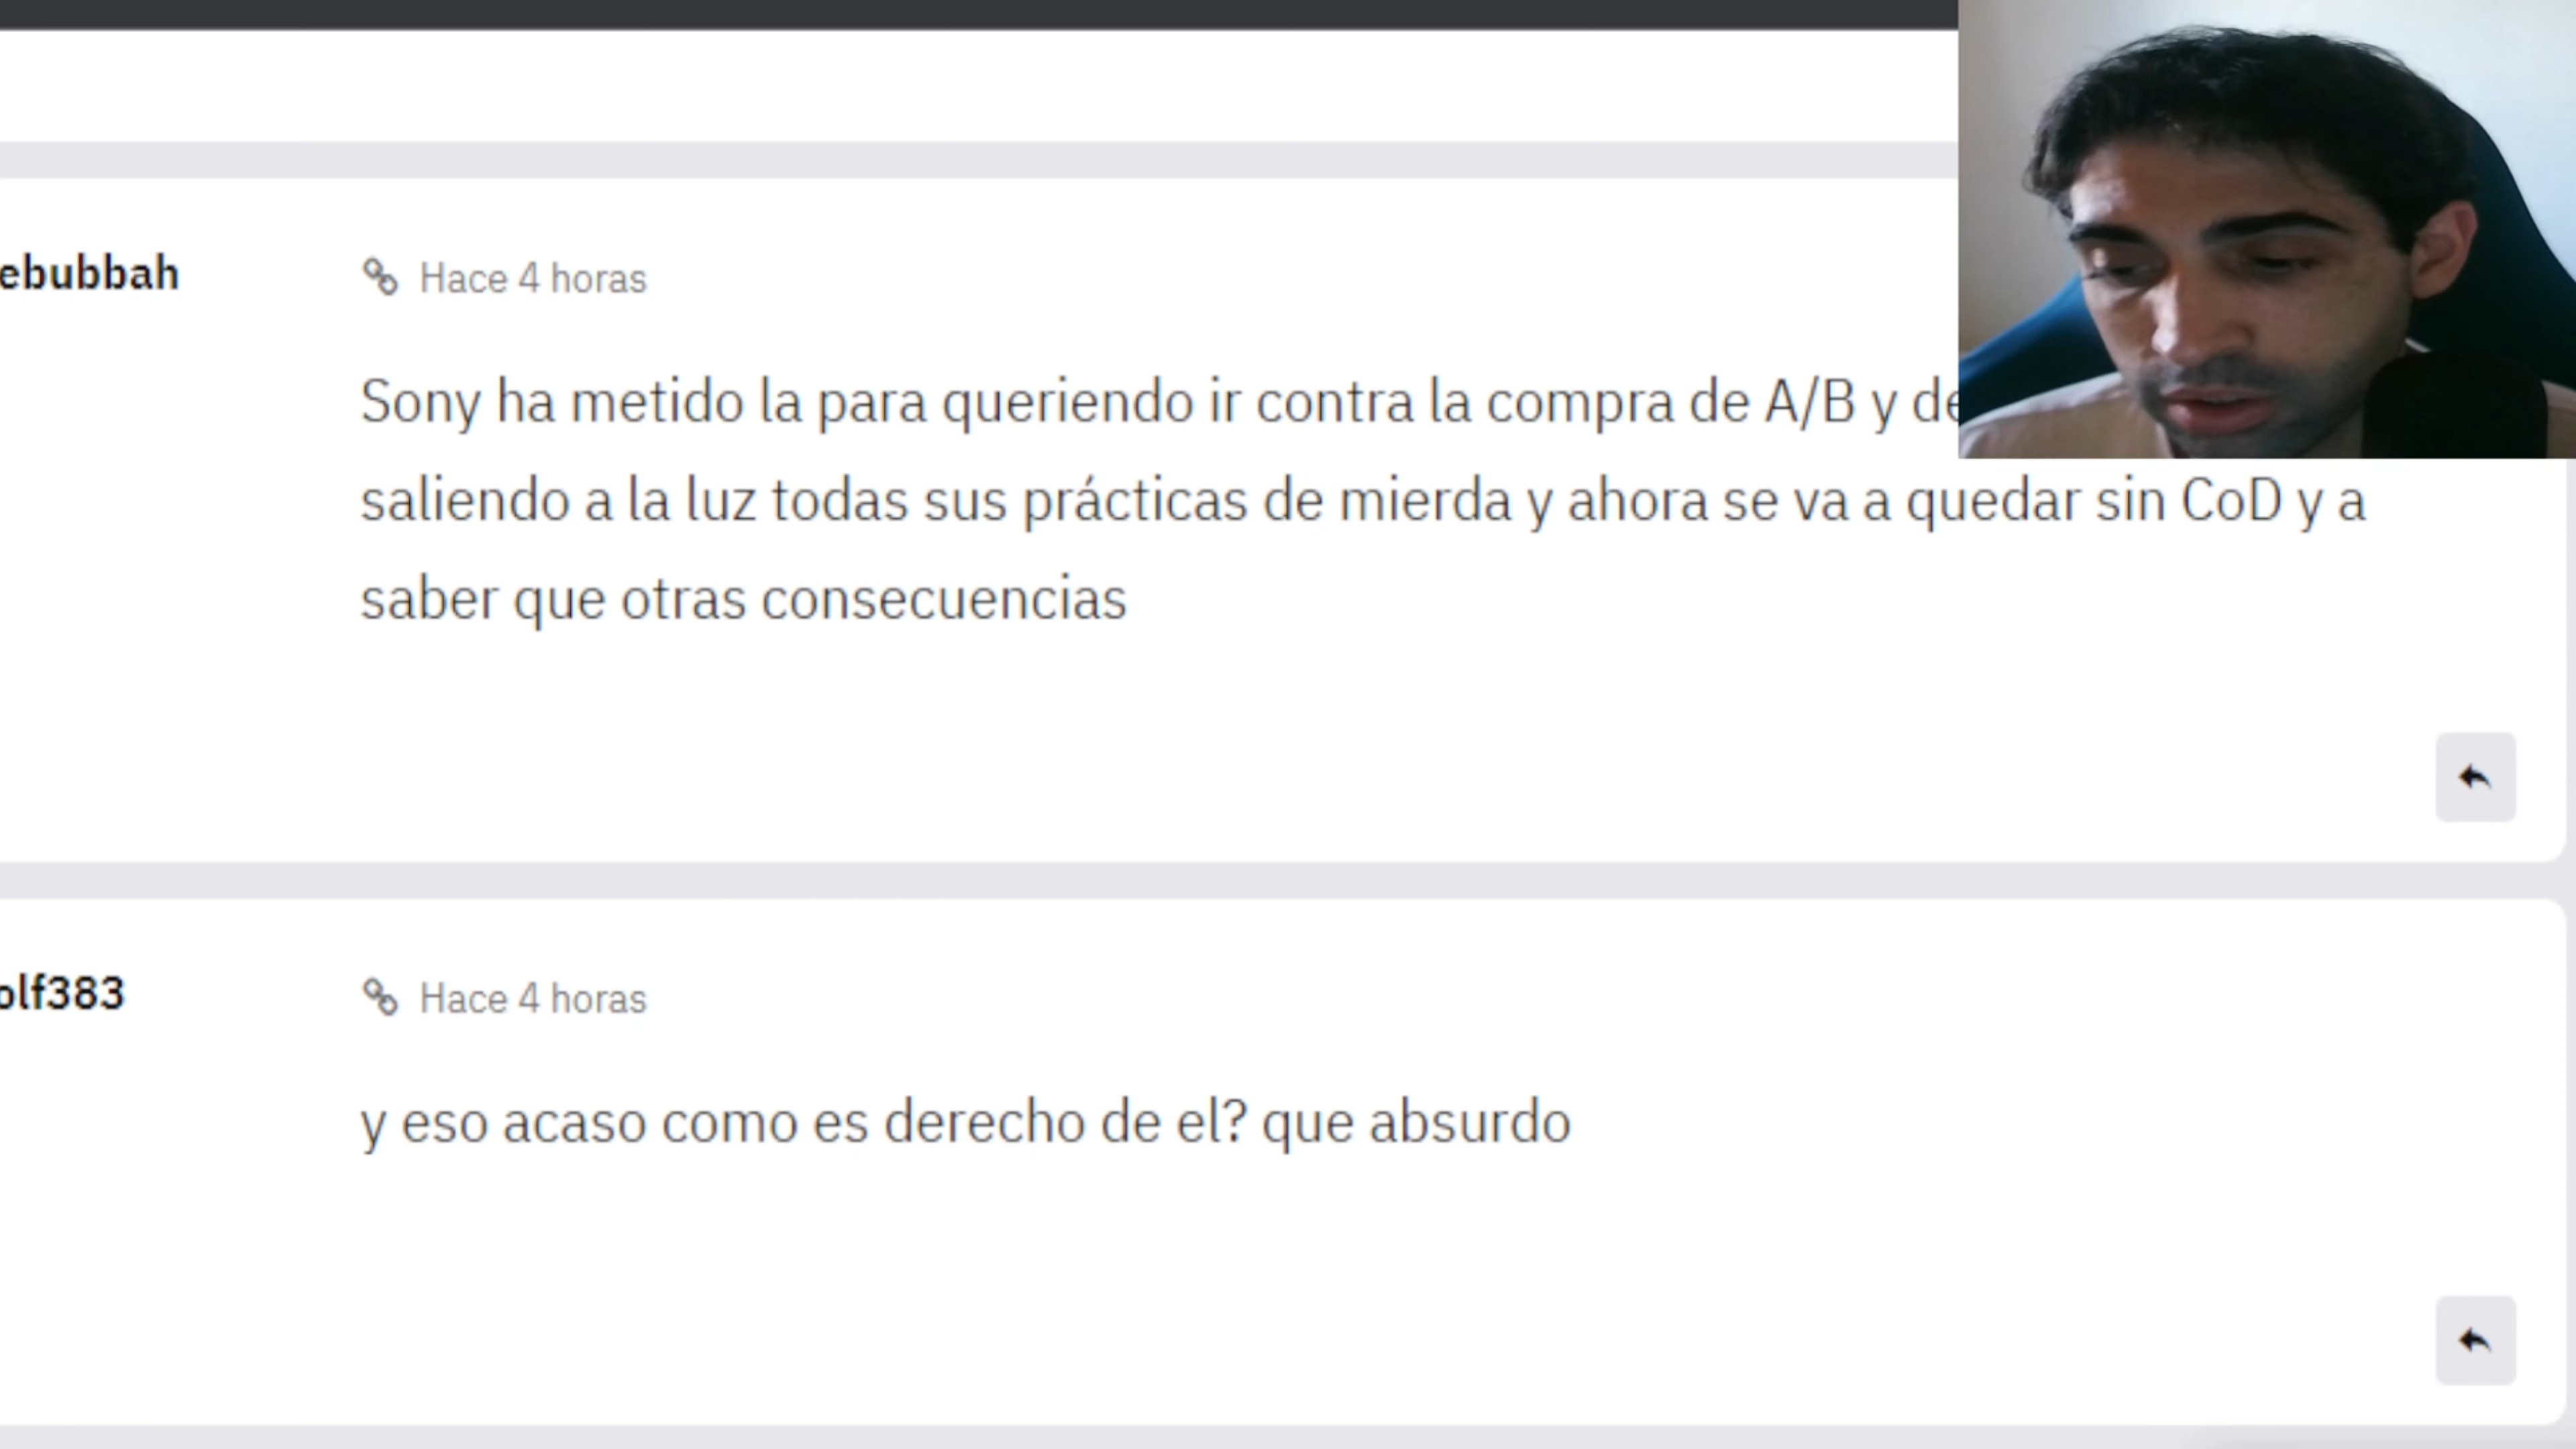 ebubbah
Hace 4 horas
Sony ha metido la para queriendo ir contra la compra de A/B y
saliendo a la luz todas sus prácticas de mierda y ahora se va a quedar sin CoD y a
saber que otras consecuencias
olf383
Hace 4 horas
y eso acaso como es derecho de el? que absurdo